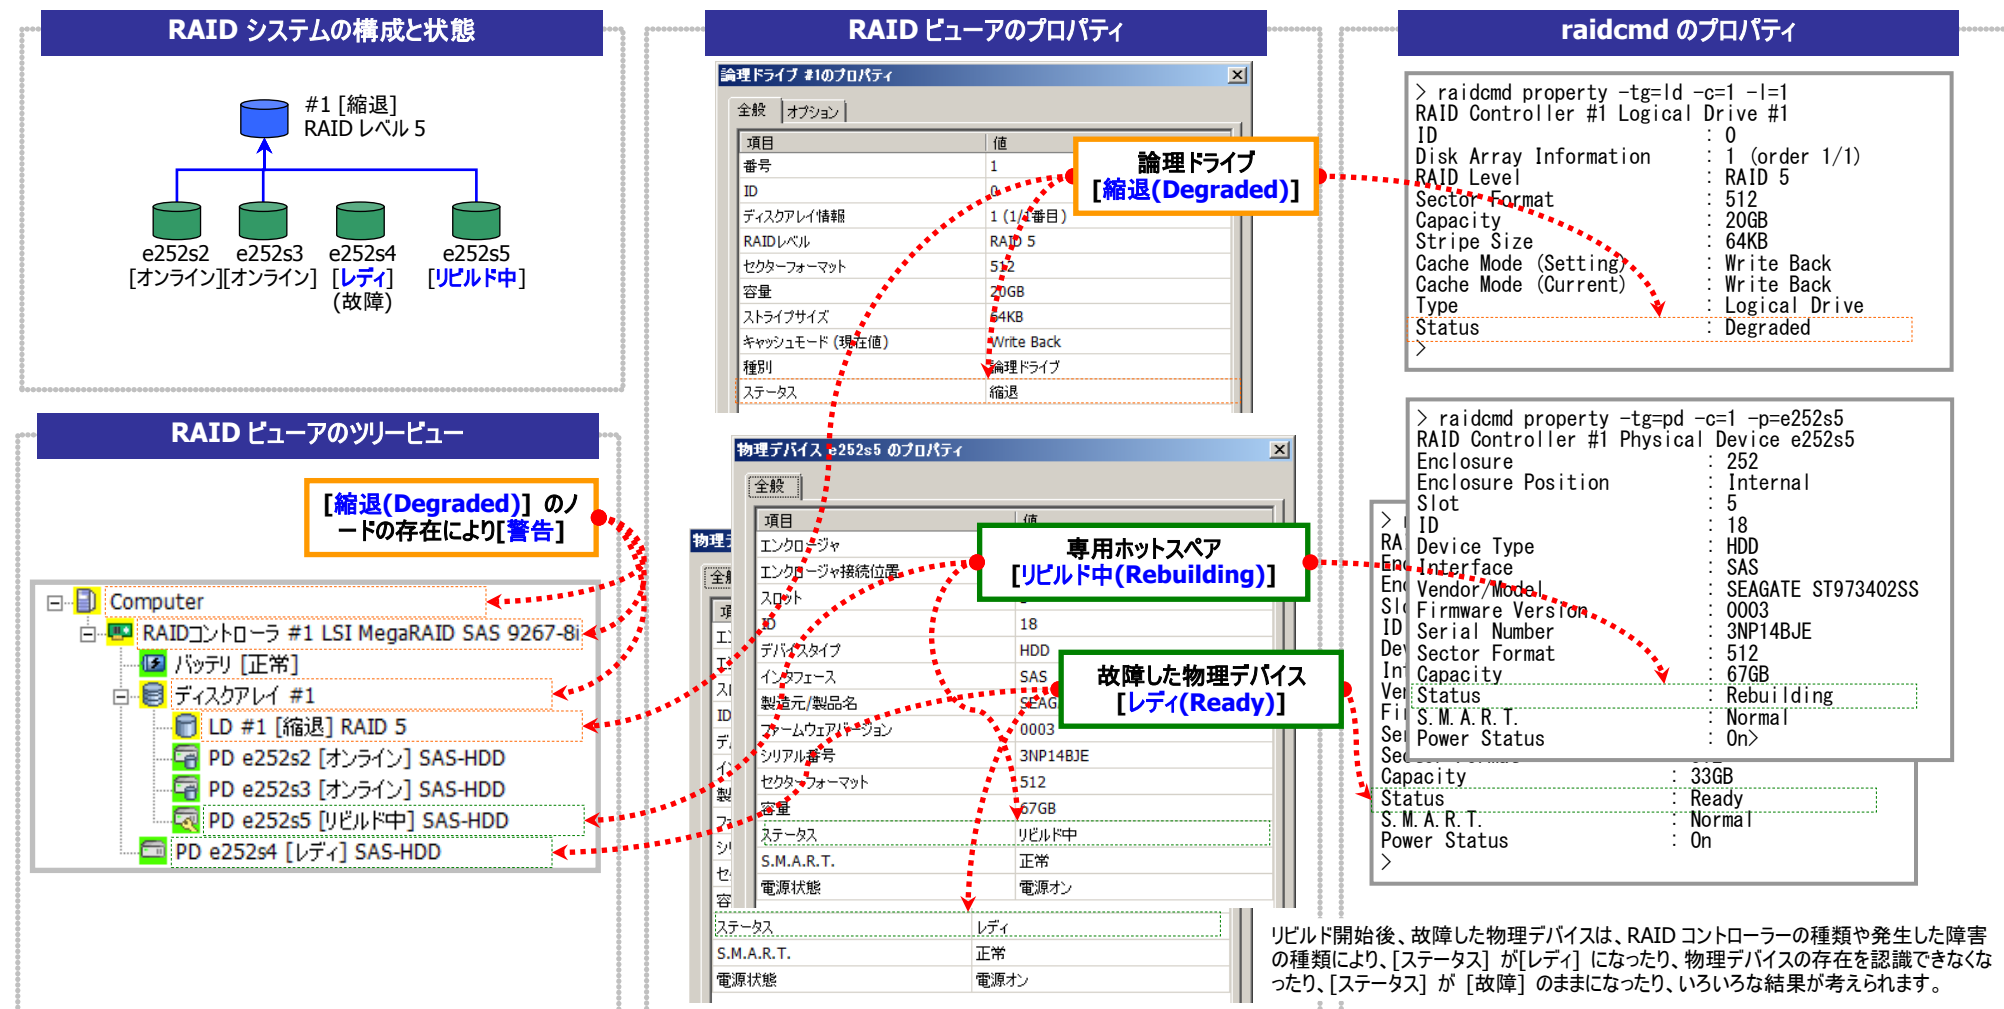 RAID システムの構成と状態
#1 [縮退]
RAID レベル 5
e252s2 e252s3 e252s4 e252s5
[オンライン][オンライン] [レディ] [リビルド中]
(故障)
RAID ビューアのツリービュー
[縮退(Degraded)] のノ
ードの存在により[警告]
Computer
RAIDコントローラ #1 LSI MegaRAID SAS 9267-8i
バッテリ [正常]
ディスクアレイ #1
LD #1 [縮退] RAID 5
PD e252s2 [オンライン] SAS-HDD
PD e252s3 [オンライン] SAS-HDD
PD e252s5 [リビルド中] SAS-HDD
PD e252s4 [レディ] SAS-HDD
RAID ビューアのプロパティ
論理ドライブ #1のプロパティ
全般 オプション
項目 値
番号 1
ID 0
ディスクアレイ情報 1 (1/1番目)
RAIDレベル RAID 5
セクターフォーマット 512
容量 20GB
ストライプサイズ 64KB
キャッシュモード (現在値) Write Back
種別 論理ドライブ
ステータス 縮退
論理ドライブ
[縮退(Degraded)]
物理デバイス e252s5 のプロパティ
全般
項目 値
エンクロージャ
エンクロージャ接続位置
スロット
ID 18
デバイスタイプ HDD
インタフェース SAS
製造元/製品名 SEAG
ファームウェアバージョン 0003
シリアル番号 3NP14BJE
セクターフォーマット 512
容量 67GB
ステータス リビルド中
S.M.A.R.T. 正常
電源状態 電源オン
専用ホットスペア
[リビルド中(Rebuilding)]
故障した物理デバイス
[レディ(Ready)]
ステータス レディ
S.M.A.R.T. 正常
電源状態 電源オン
raidcmd のプロパティ
> raidcmd property -tg=ld -c=1 -l=1
RAID Controller #1 Logical Drive #1
ID : 0
Disk Array Information : 1 (order 1/1)
RAID Level : RAID 5
Sector Format : 512
Capacity : 20GB
Stripe Size : 64KB
Cache Mode (Setting) : Write Back
Cache Mode (Current) : Write Back
Type : Logical Drive
Status : Degraded
>
> raidcmd property -tg=pd -c=1 -p=e252s5
RAID Controller #1 Physical Device e252s5
Enclosure : 252
Enclosure Position : Internal
Slot : 5
ID : 18
Device Type : HDD
Interface : SAS
Vendor/Model : SEAGATE ST973402SS
Firmware Version : 0003
Serial Number : 3NP14BJE
Sector Format : 512
Capacity : 67GB
Status : Rebuilding
S.M.A.R.T. : Normal
Power Status : On>
Capacity : 33GB
Status : Ready
S.M.A.R.T. : Normal
Power Status : On
>
リビルド開始後、故障した物理デバイスは、RAID コントローラーの種類や発生した障害
の種類により、[ステータス] が[レディ] になったり、物理デバイスの存在を認識できなくな
ったり、[ステータス] が [故障] のままになったり、いろいろな結果が考えられます。